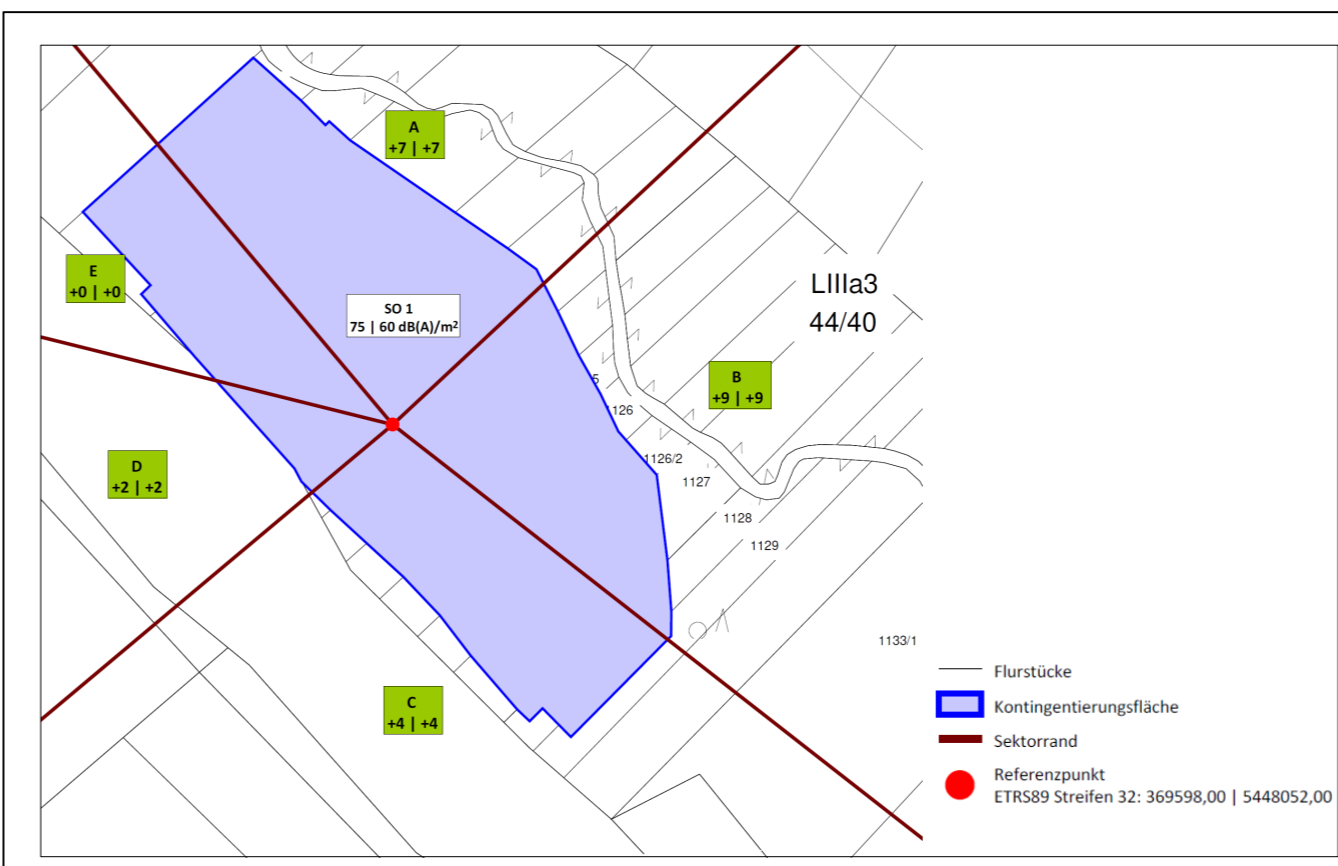 A
+7 | +7
E
+0 | +0
SO 1
75 | 60 dB(A)/m²
LIIIa3
44/40
B
+9 | +9
5
1126
1126/2
1127
D
+2 | +2
1128
1129
1133/1
C
+4 | +4
Flurstücke
Kontingentierungsfläche
Sektorrand
Referenzpunkt
ETRS89 Streifen 32: 369598,00 | 5448052,00